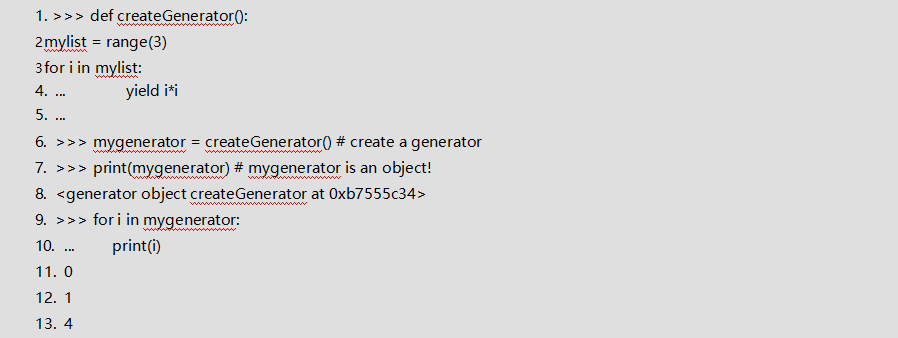 1. >>> def createGenerator():
2mylist = range(3)
3for i in mylist:
4. ... yield i*i
5. ...
6. >>> mygenerator = createGenerator() # create a generator
7. >>> print(mygenerator) # mygenerator is an object!
8. <generator object createGenerator at 0xb7555c34>
9. >>> for i in mygenerator:
10. ... print(i)
11. 0
12. 1
13. 4